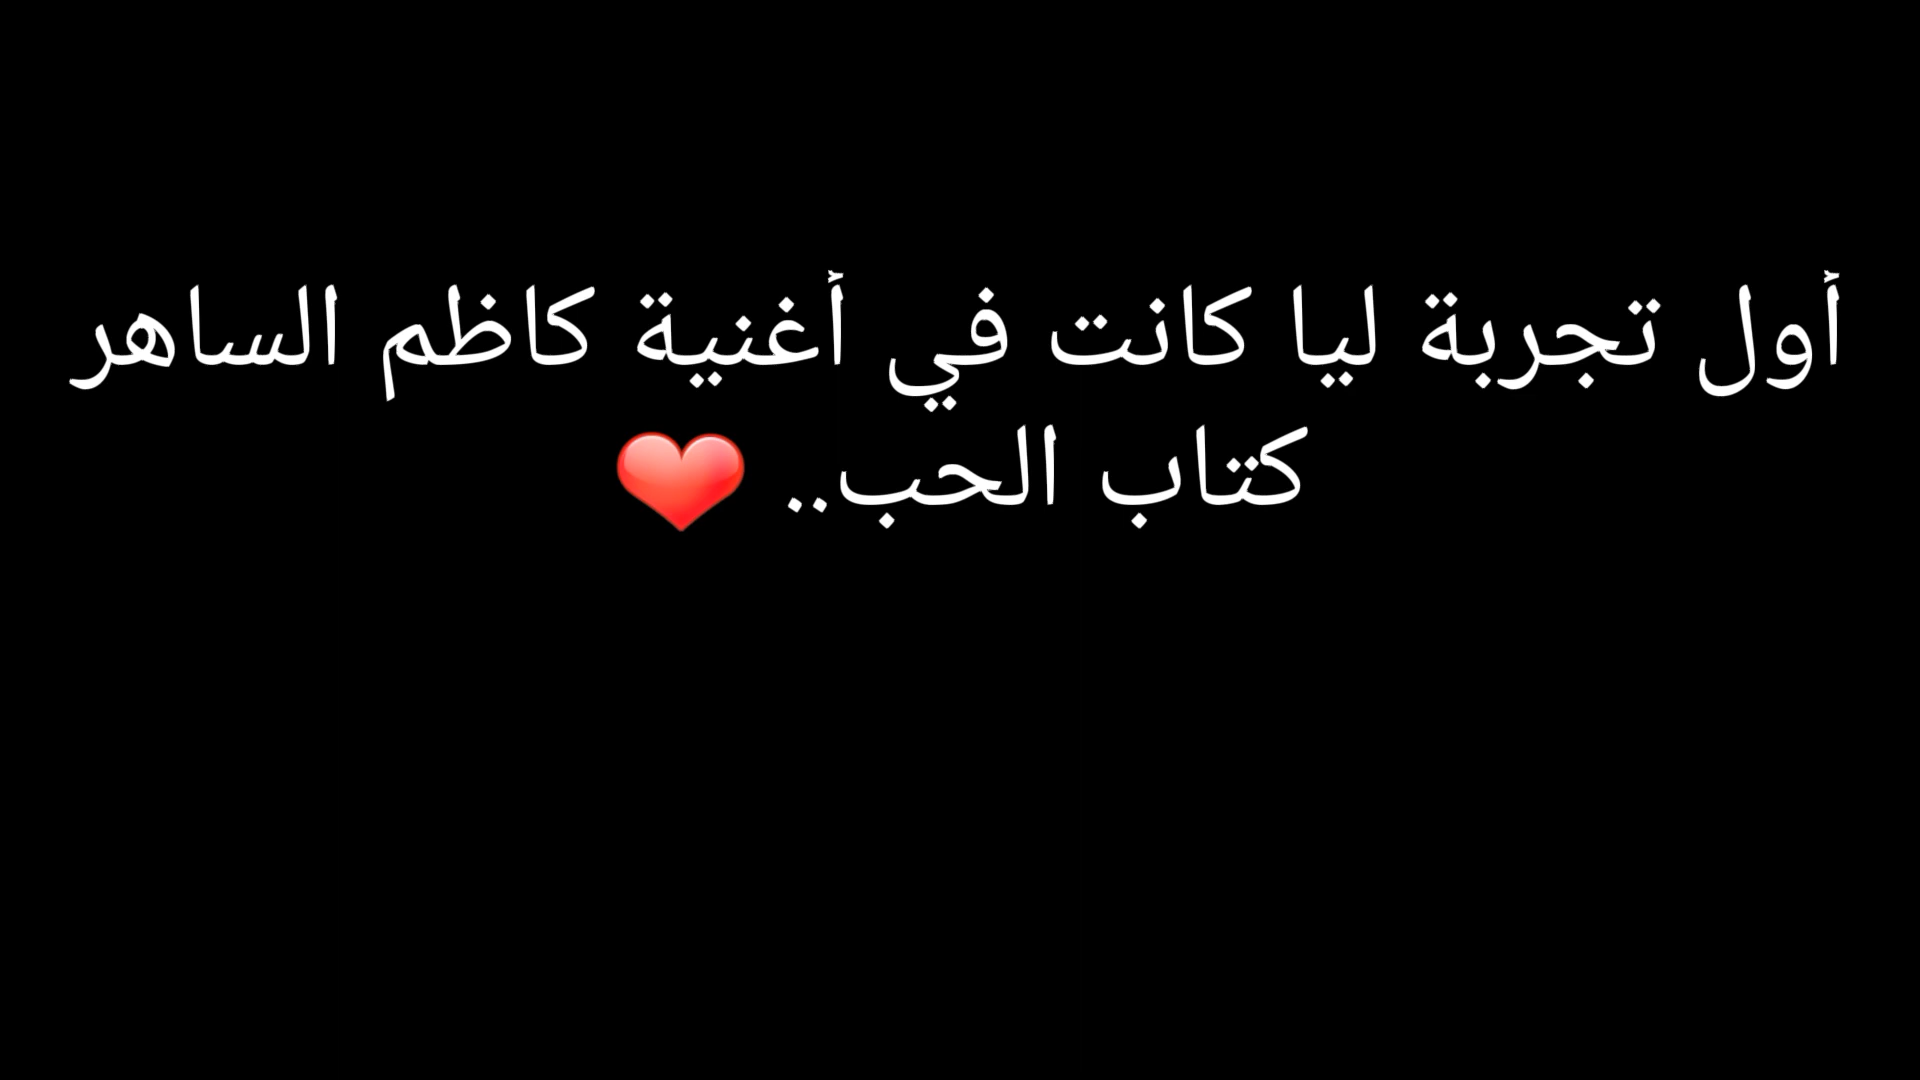 أول تجربة ليا كانت في أغنية كاظم الساهر
كتاب الحب.. ❤